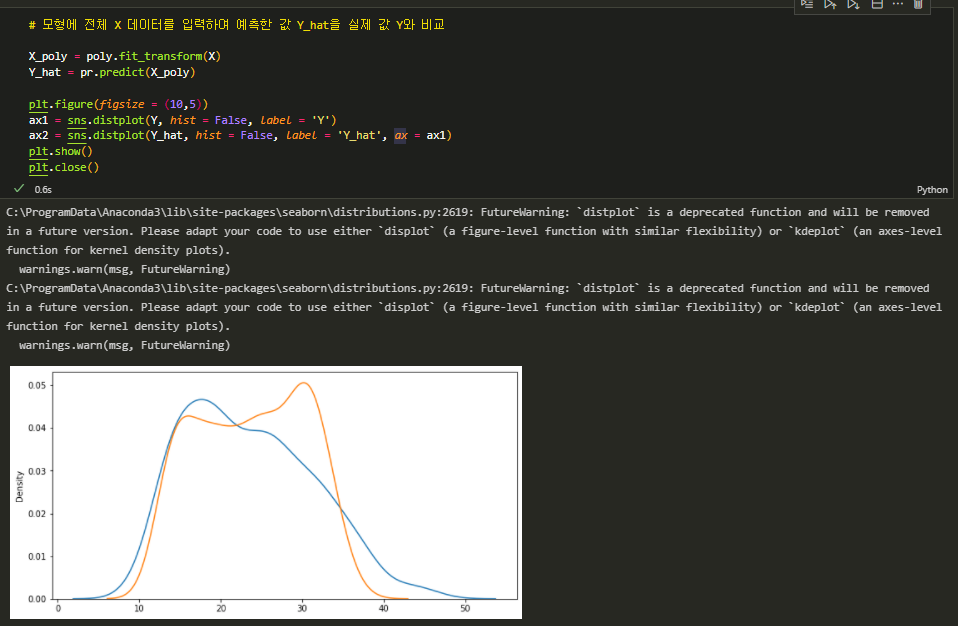 # 모형에 전체 X 데이터를 입력하여 예측한 값 Y_hat을 실제 값 Y와 비교
X_poly = poly.fit_transform(X)
Y_hat = pr.predict(X_poly)
plt.figure(figsize = (10,5))
ax1 = sns.distplot(Y, hist = False, label = 'Y')
ax2 = sns.distplot(Y_hat, hist = False, label = 'Y_hat', ax = ax1)
plt.show()
plt.close()
0.6s
Python
C:\ProgramData\Anaconda3\lib\site-packages\seaborn\distributions.py:2619: FutureWarning: `distplot` is a deprecated function and will be removed
in a future version. Please adapt your code to use either `displot` (a figure-level function with similar flexibility) or `kdeplot` (an axes-level
function for kernel density plots).
warnings.warn(msg, FutureWarning)
C:\ProgramData\Anaconda3\lib\site-packages\seaborn\distributions.py:2619: FutureWarning: `distplot` is a deprecated function and will be removed
in a future version. Please adapt your code to use either `displot` (a figure-level function with similar flexibility) or `kdeplot` (an axes-level
function for kernel density plots).
warnings.warn(msg, FutureWarning)
0.05
0.04
0.03
Density
0.02
0.01
0.00
0 10 20 30 40 50